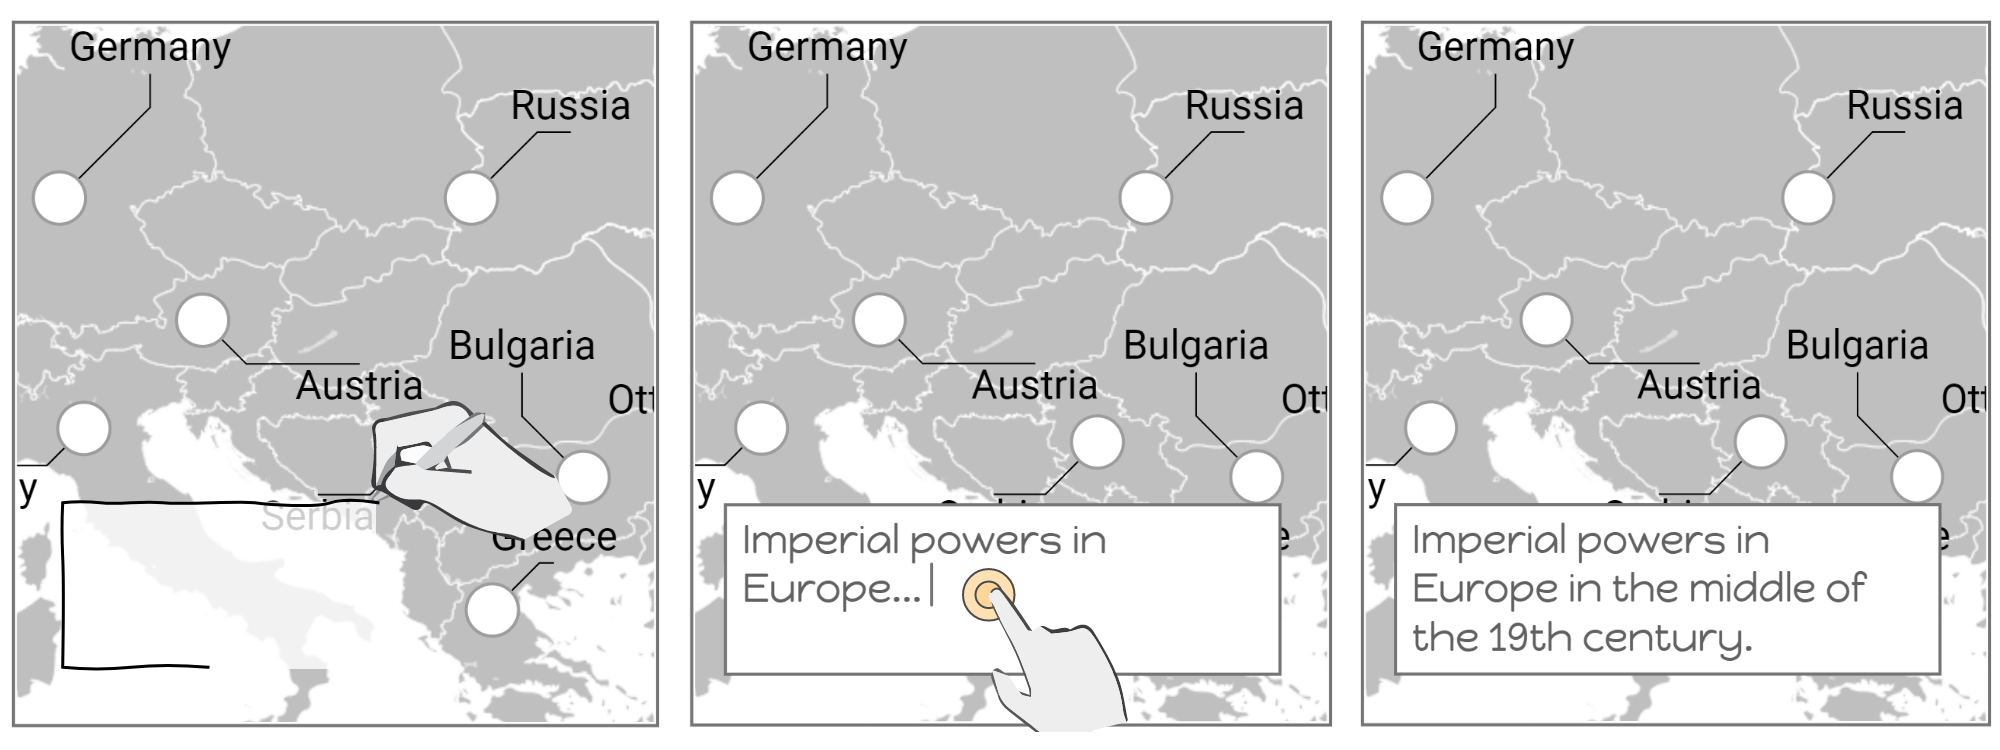 Germany
Russia
Bulgaria
Austria
Ott
y
Serbia
Greece
Germany
Russia
Bulgaria
Austria
Ott
y
e
Imperial powers in
Europe...
Germany
Russia
Bulgaria
Austria
Ott
y
e
Imperial powers in
Europe in the middle of
the 19th century.